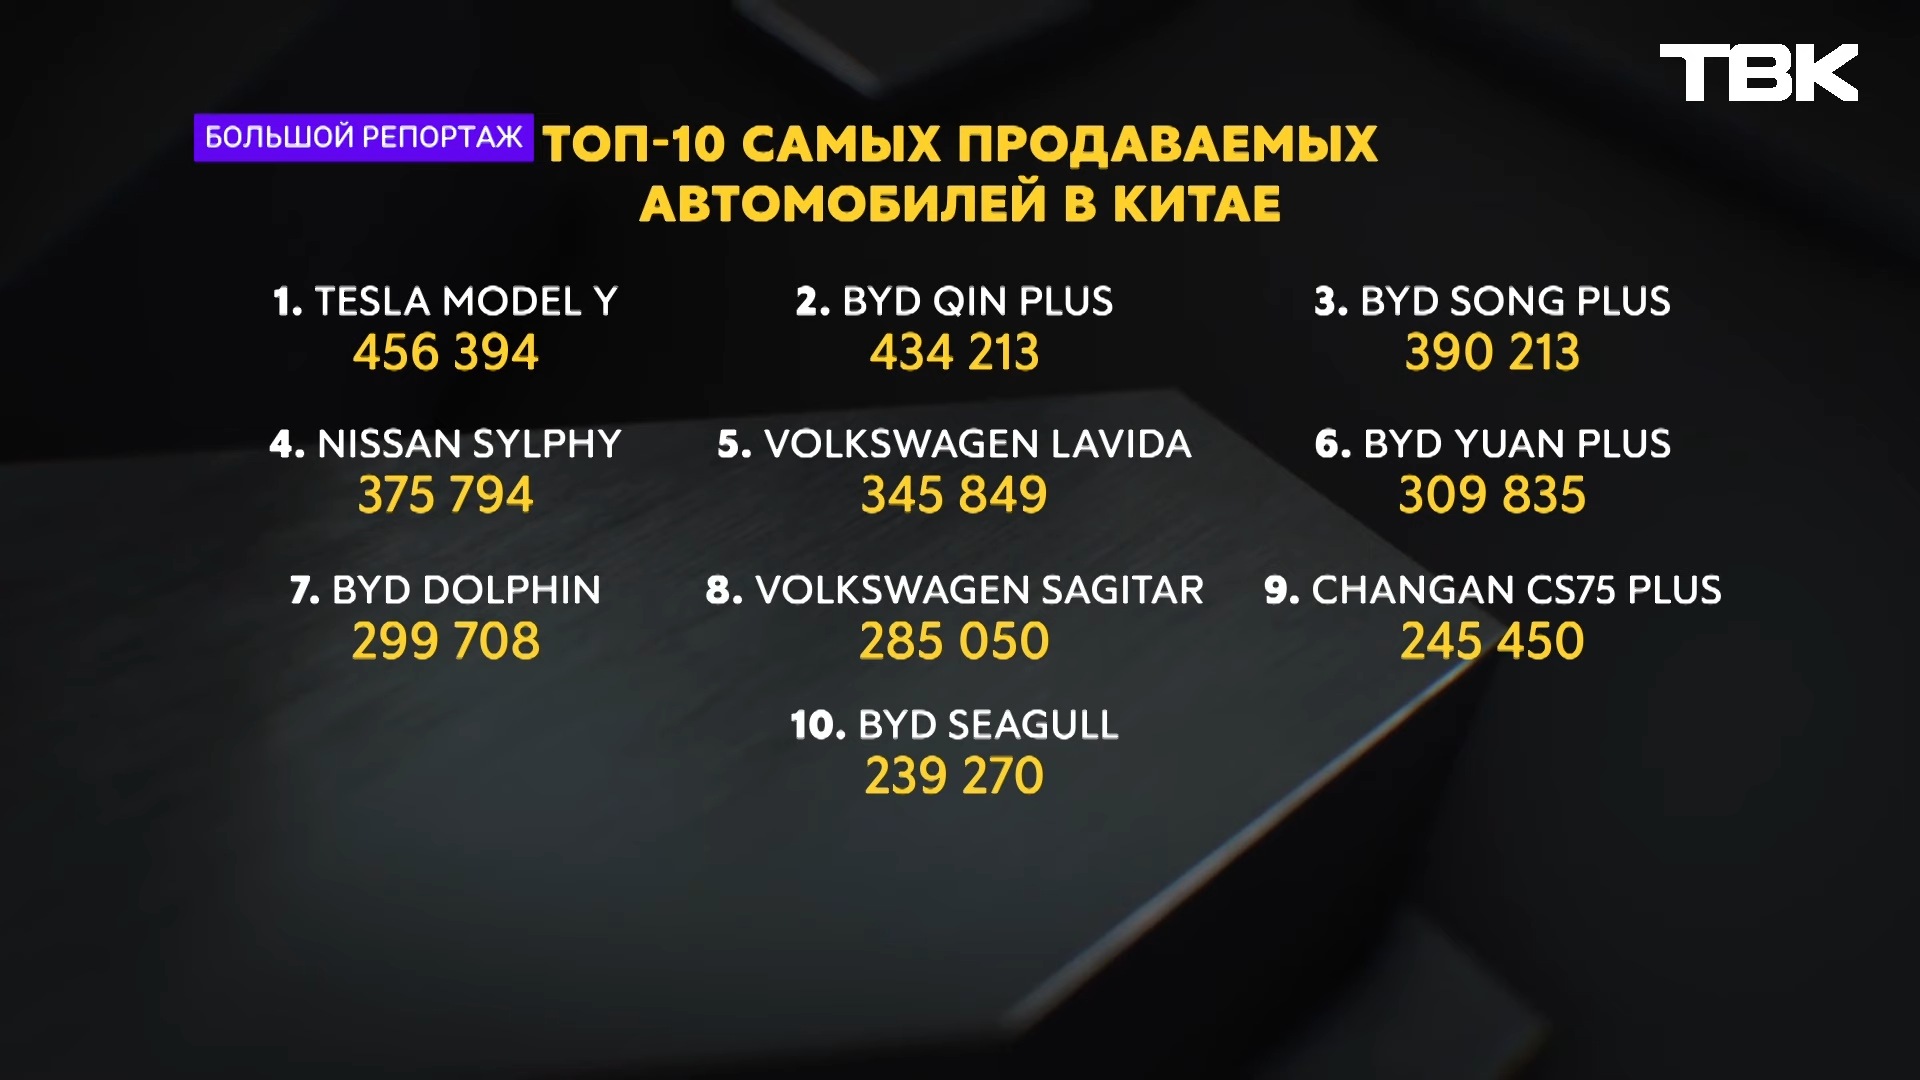 ТВК
БОЛЬШОЙ РЕПОРТАЖ
ТОП-10 САМЫХ ПРОДАВАЕМЫХ
АВТОМОБИЛЕЙ В КИТАЕ
1. TESLA MODEL Y
456 394
2. BYD QIN PLUS
434 213
3. BYD SONG PLUS
390 213
4. NISSAN SYLPHY
375 794
5. VOLKSWAGEN LAVIDA
345 849
6. BYD YUAN PLUS
309 835
7. BYD DOLPHIN
299 708
8. VOLKSWAGEN SAGITAR
285 050
9. CHANGAN CS75 PLUS
245 450
10. BYD SEAGULL
239 270